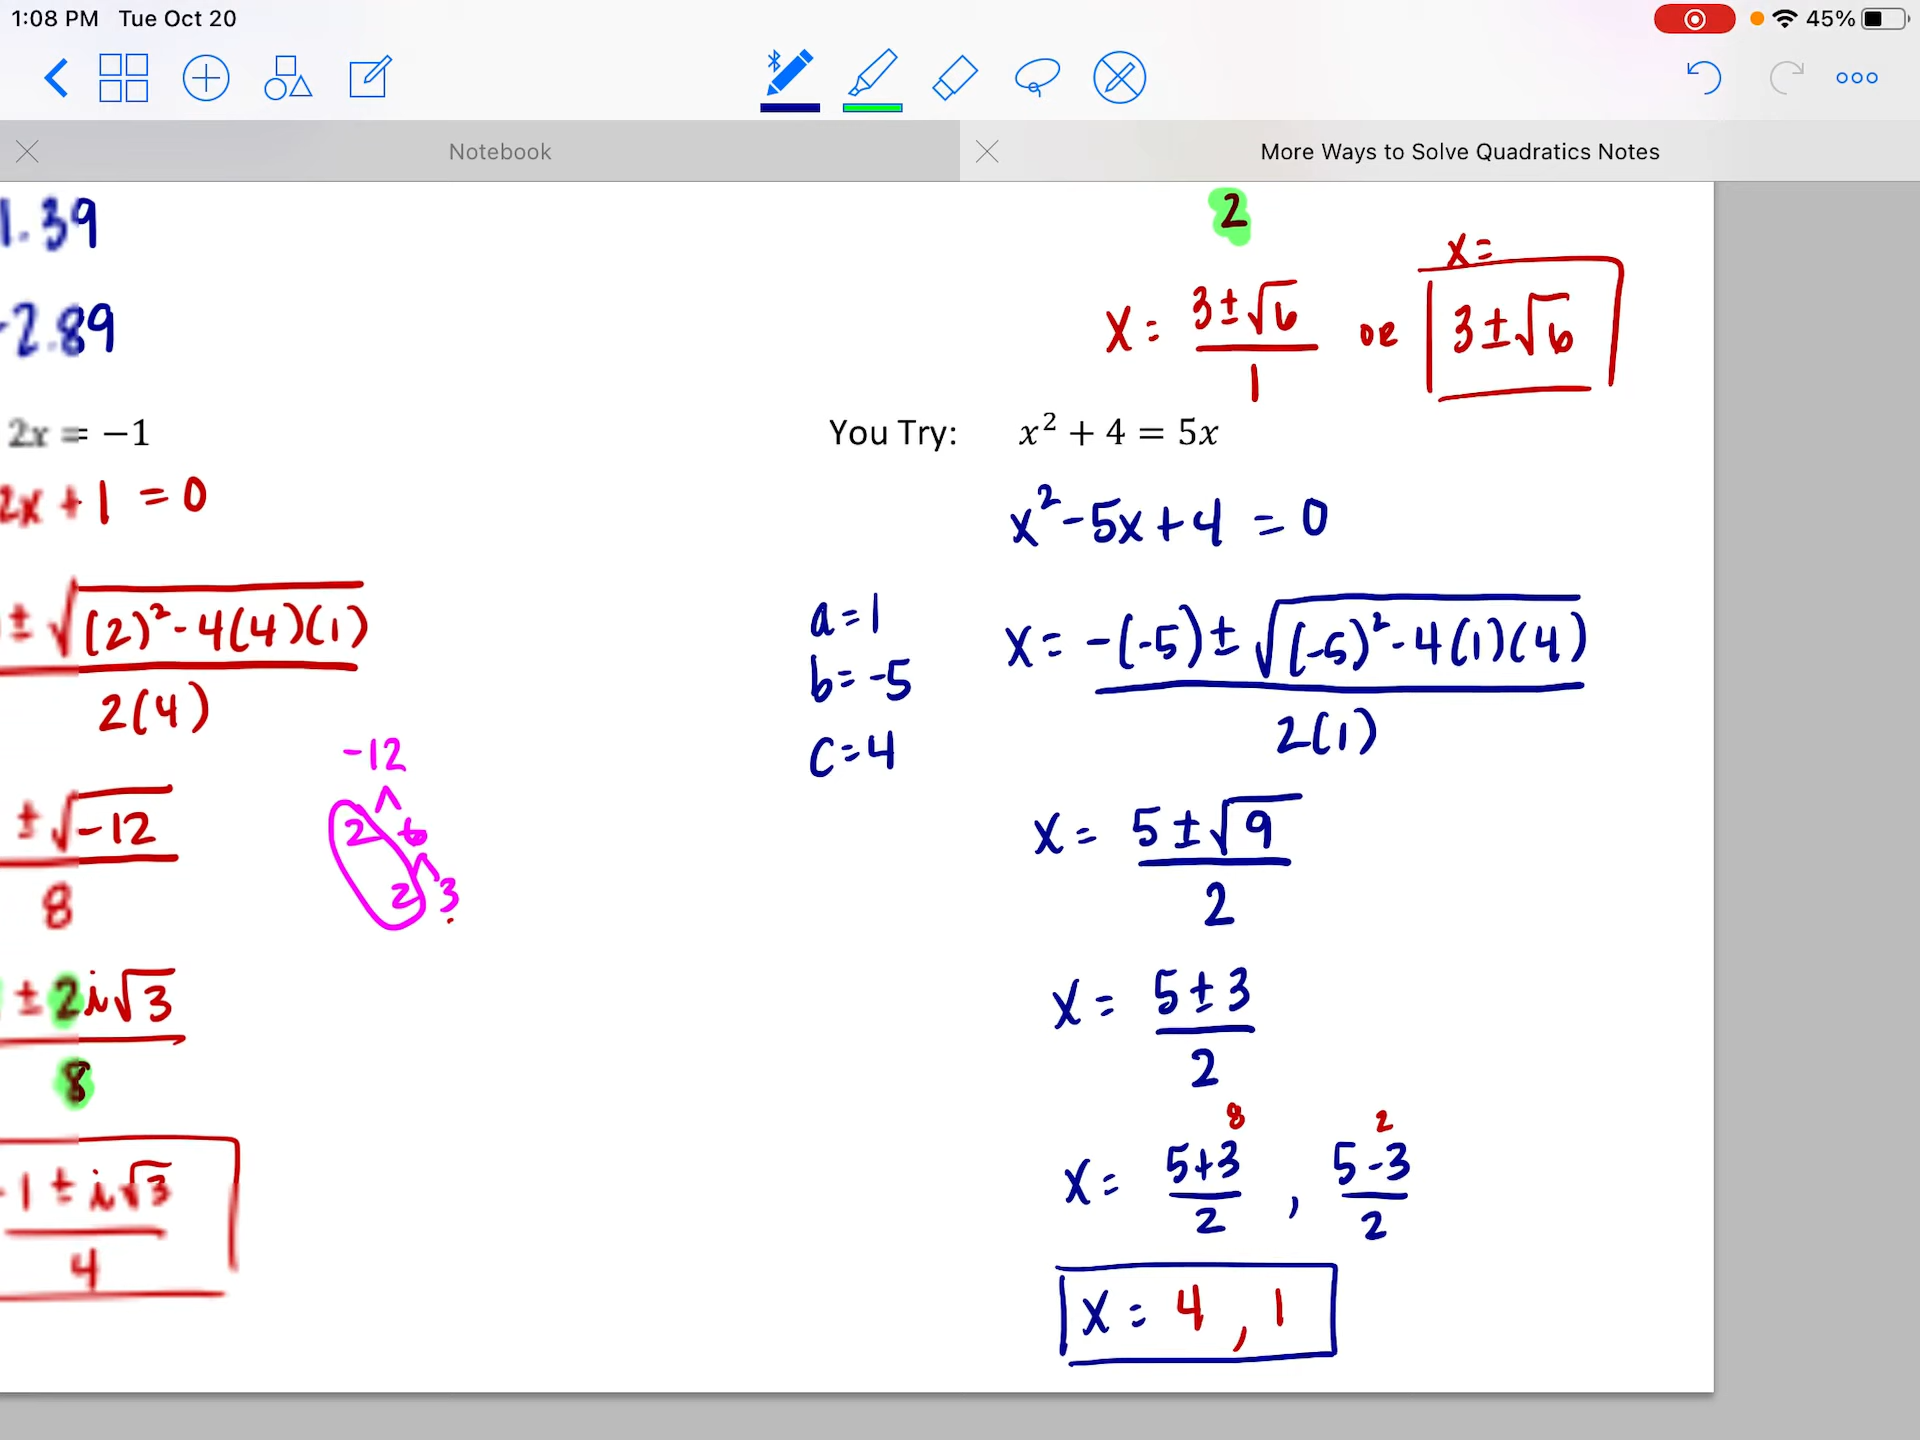 1:08 PM Tue Oct 20
45%
Notebook
More Ways to Solve Quadratics Notes
1.39
-2.89
2x = −1
2x + 1 = 0
± √(2)² - 4(4)(1)
2(4)
-12
2 6
2 3
± √-12
8
± 2i√3
8
-1 ± i√3
4
2
x = 3 ± √6 or x = 3 ± √6
1
You Try: x² + 4 = 5x
x² - 5x + 4 = 0
a = 1
b = -5
c = 4
x = -(-5) ± √(-5)² - 4(1)(4)
2(1)
x = 5 ± √9
2
x = 5 ± 3
2
8 2
x = 5+3 , 5-3
2 2
x = 4 , 1